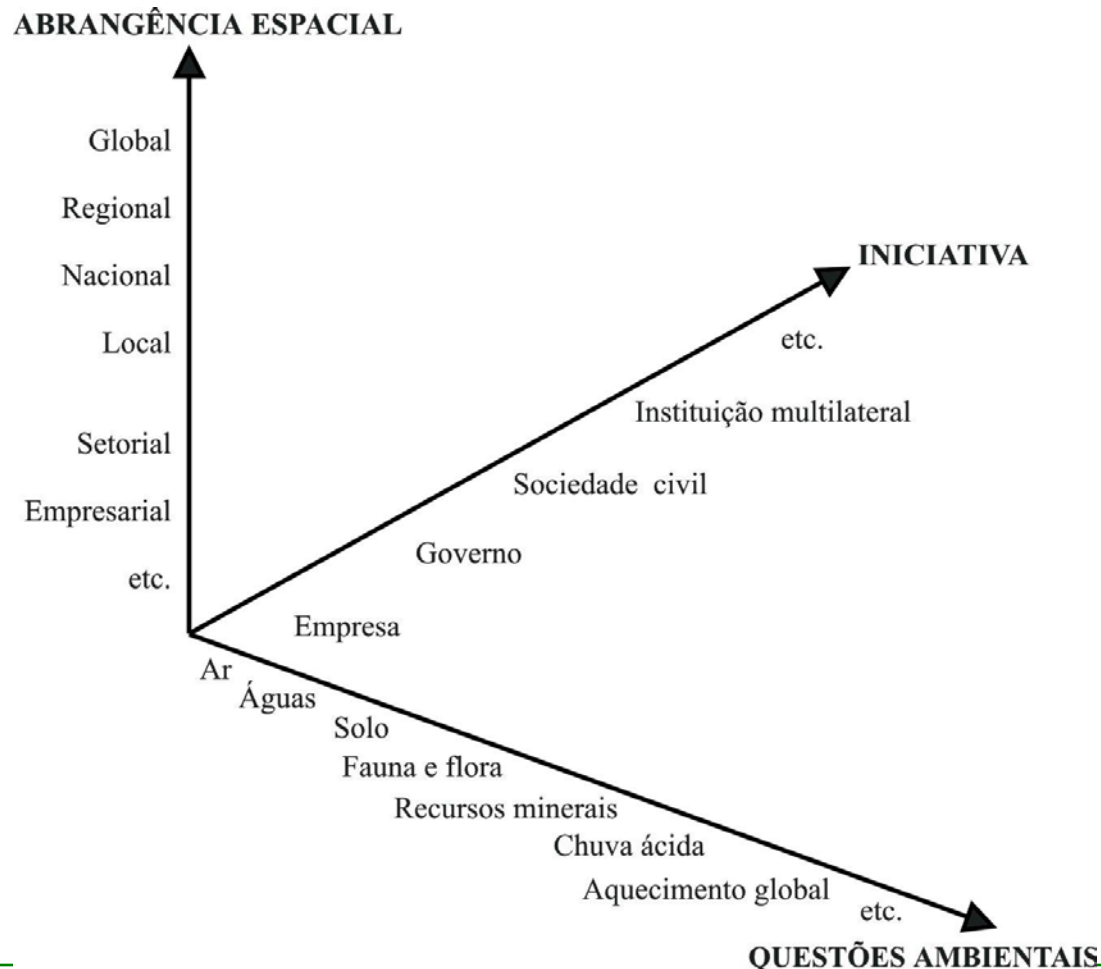 ABRANGÊNCIA ESPACIAL
Global
Regional
Nacional
Local
Setorial
Empresarial
etc.
INICIATIVA
etc.
Instituição multilateral
Sociedade civil
Governo
Empresa
Ar
Águas
Solo
Fauna e flora
Recursos minerais
Chuva ácida
Aquecimento global
etc.
QUESTÕES AMBIENTAIS